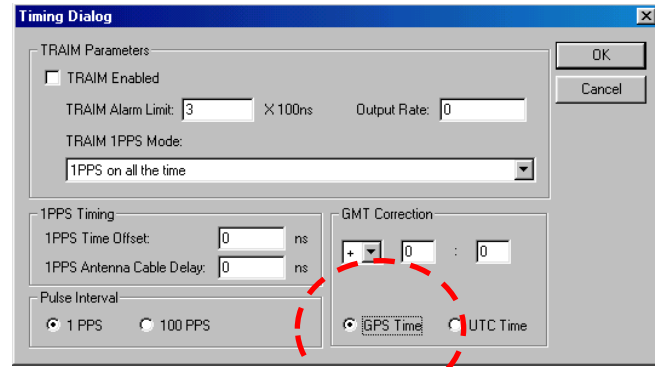 Timing Dialog
TRAIM Parameters
TRAIM Enabled
TRAIM Alarm Limit: 3 X 100ns Output Rate: 0
TRAIM 1PPS Mode:
1PPS on all the time
OK
Cancel
1PPS Timing
1PPS Time Offset: 0 ns
1PPS Antenna Cable Delay: 0 ns
GMT Correction
+ 0 : 0
Pulse Interval
1 PPS 100 PPS
GPS Time UTC Time